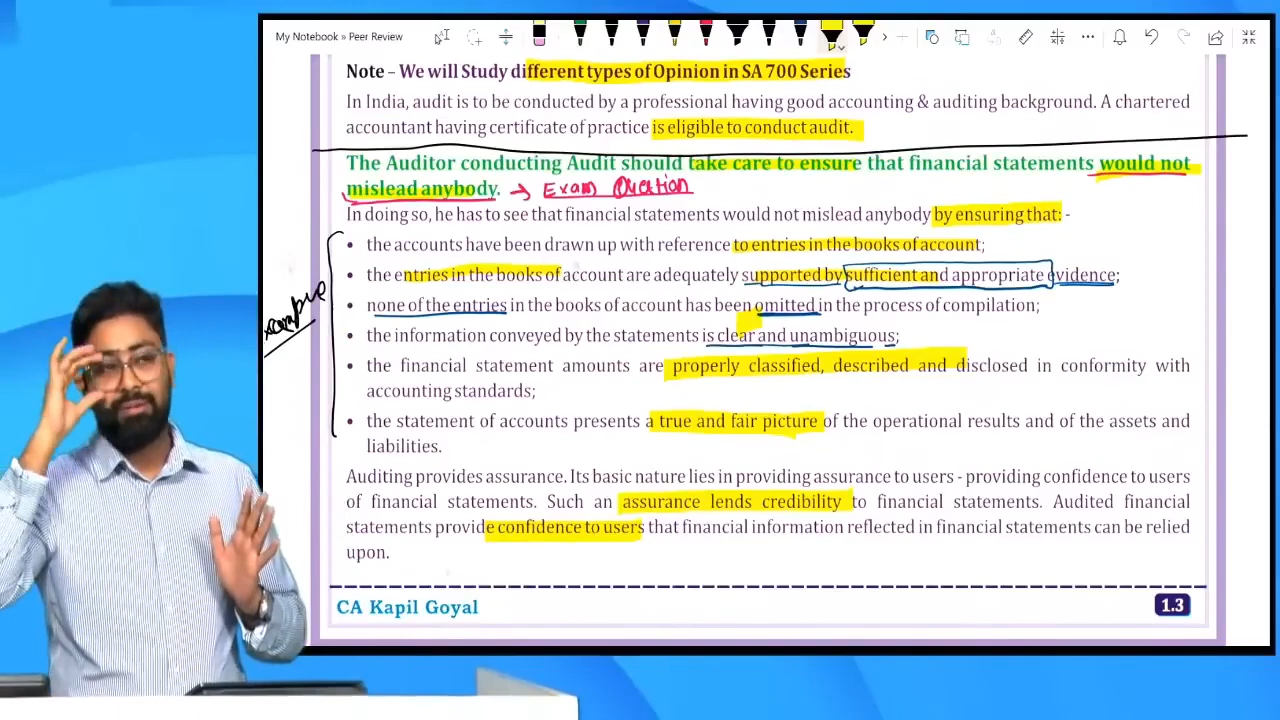 My Notebook » Peer Review
Note – We will Study different types of Opinion in SA 700 Series
In India, audit is to be conducted by a professional having good accounting & auditing background. A chartered
accountant having certificate of practice is eligible to conduct audit.
The Auditor conducting Audit should take care to ensure that financial statements would not
mislead anybody. → Exam Question
In doing so, he has to see that financial statements would not mislead anybody by ensuring that: -
• the accounts have been drawn up with reference to entries in the books of account;
• the entries in the books of account are adequately supported by sufficient and appropriate evidence;
• none of the entries in the books of account has been omitted in the process of compilation;
• the information conveyed by the statements is clear and unambiguous;
• the financial statement amounts are properly classified, described and disclosed in conformity with
accounting standards;
• the statement of accounts presents a true and fair picture of the operational results and of the assets and
liabilities.
Auditing provides assurance. Its basic nature lies in providing assurance to users - providing confidence to users
of financial statements. Such an assurance lends credibility to financial statements. Audited financial
statements provide confidence to users that financial information reflected in financial statements can be relied
upon.
CA Kapil Goyal
1.3